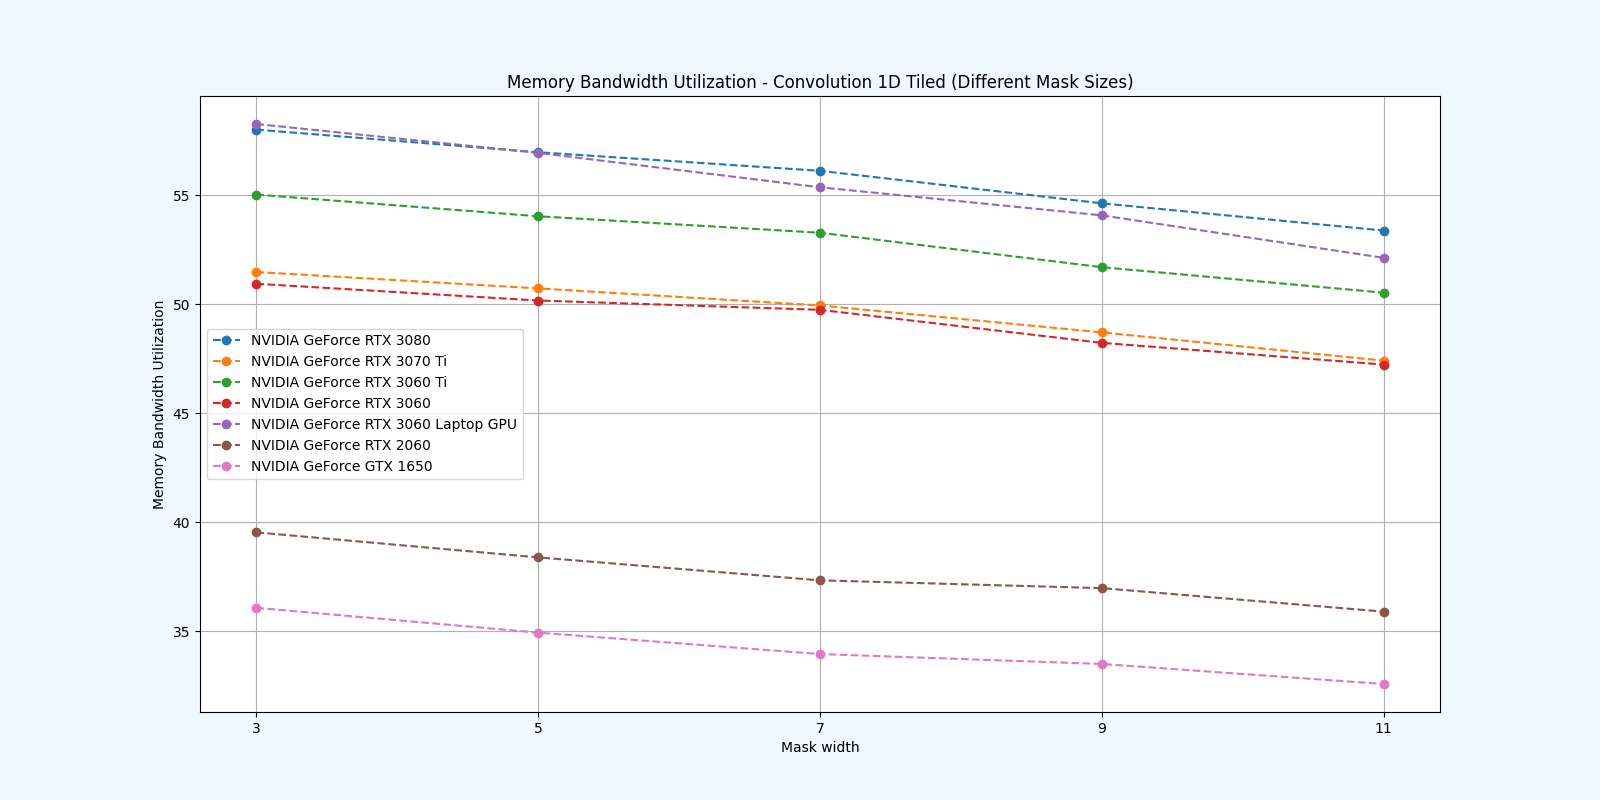 Memory Bandwidth Utilization - Convolution 1D Tiled (Different Mask Sizes)
Memory Bandwidth Utilization
55
50
45
40
35
NVIDIA GeForce RTX 3080
NVIDIA GeForce RTX 3070 Ti
NVIDIA GeForce RTX 3060 Ti
NVIDIA GeForce RTX 3060
NVIDIA GeForce RTX 3060 Laptop GPU
NVIDIA GeForce RTX 2060
NVIDIA GeForce GTX 1650
3 5 7 9 11
Mask width